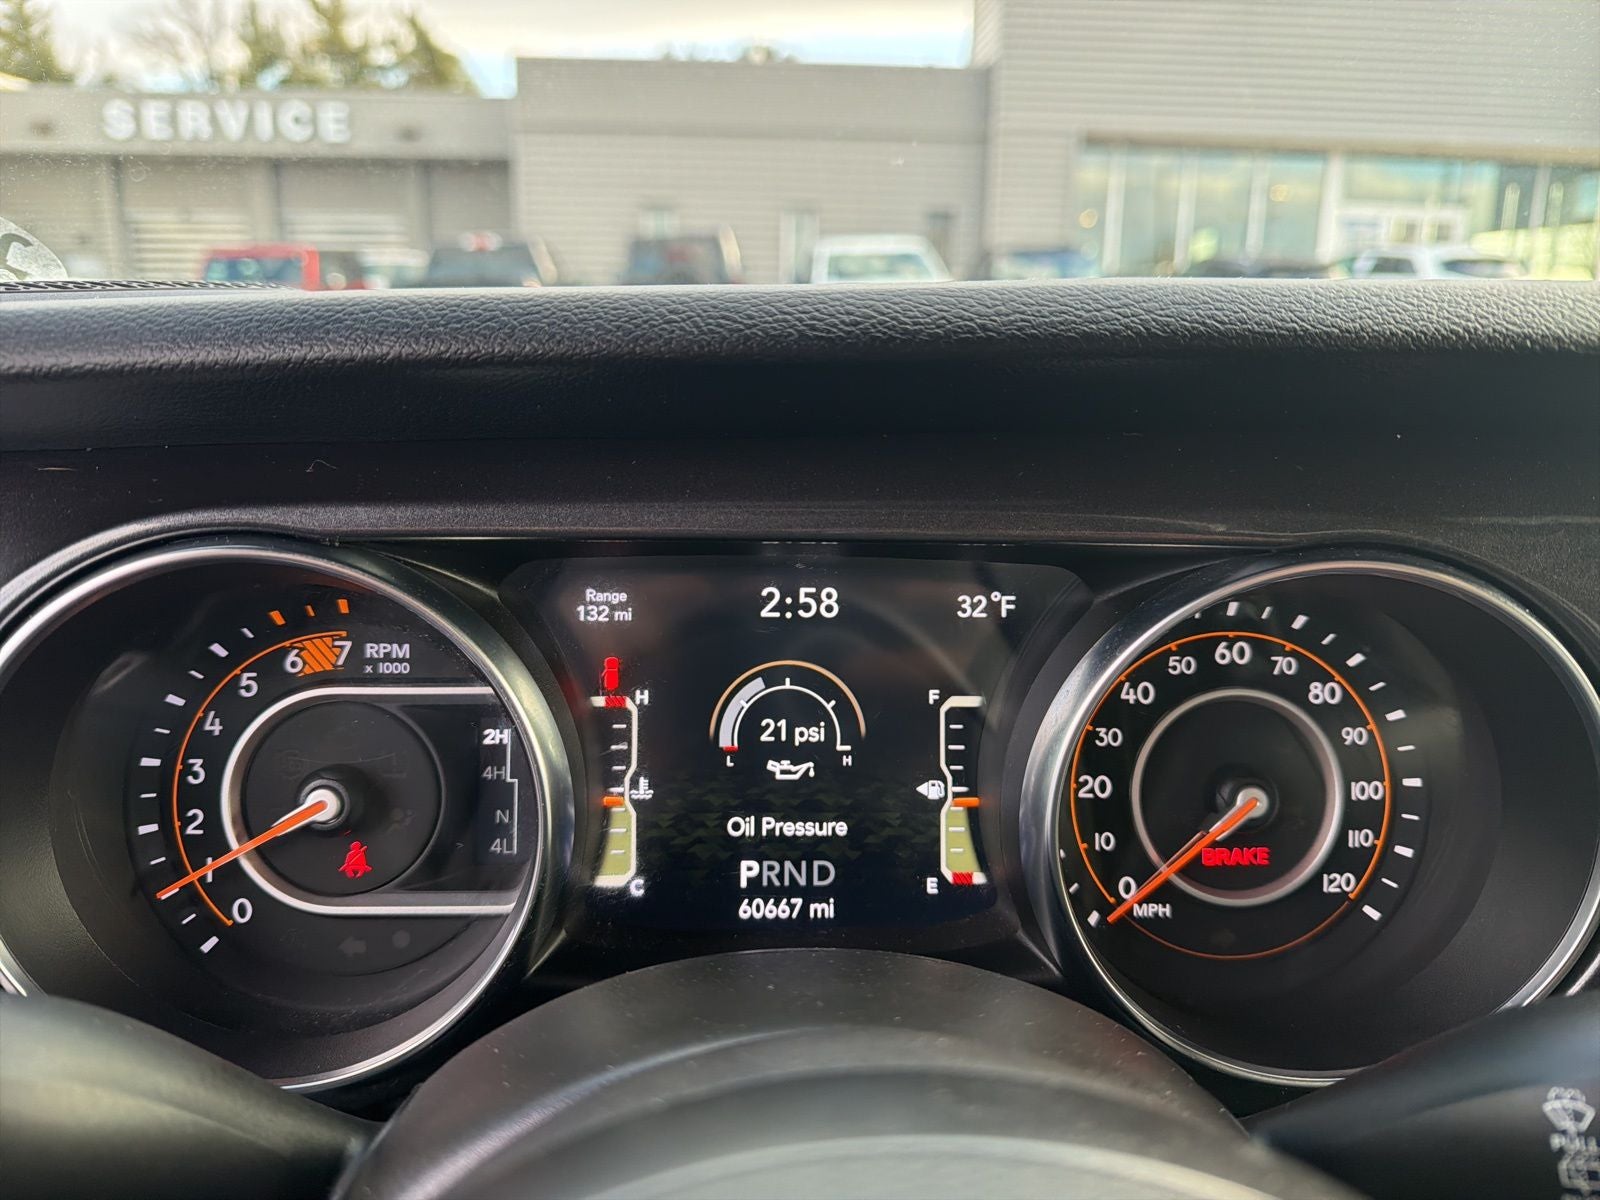 SERVICE
Range
132 mi
2:58
32°F
7
6
RPM
x 1000
5
4
3
2
1
0
2H
4H
N
4L
H
C
21 psi
L
H
Oil Pressure
PRND
60667 mi
F
E
0
10
20
30
40
50
60
70
80
90
100
110
120
MPH
BRAKE